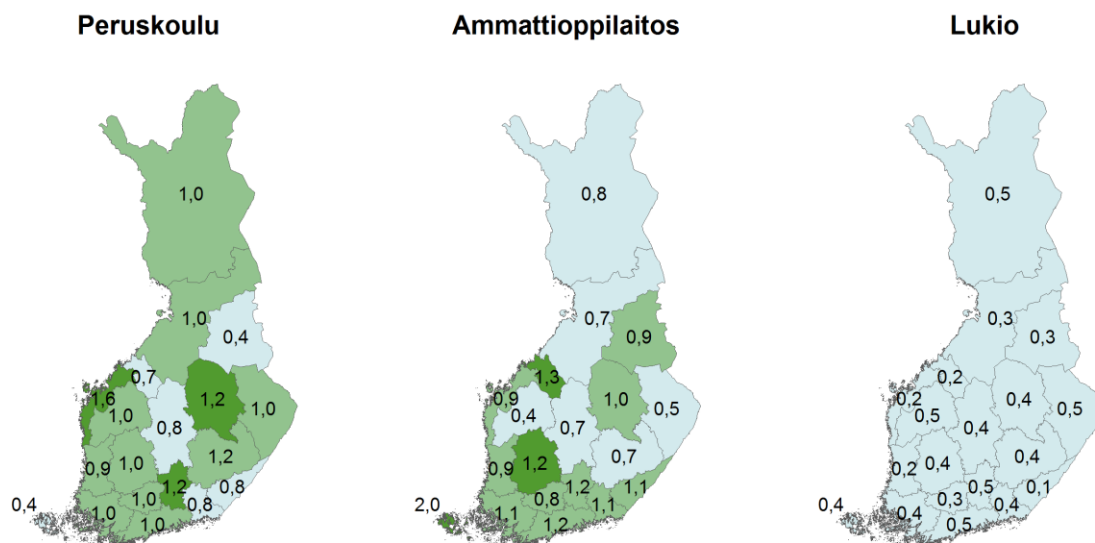 Peruskoulu Ammattioppilaitos Lukio
1,0 0,8 0,5
1,0 0,7 0,3
0,4 0,9 0,3
0,7 1,3 0,2
1,6 1,2 0,9 1,0 0,2 0,4
1,0 1,0 0,4 0,5 0,5 0,5
0,8 0,7 0,4
1,2 0,7 0,4
0,9 1,0 0,9 1,2 0,2 0,4
1,2 0,8 1,2 1,1 0,5 0,1
0,4 1,0 0,8 2,0 0,8 1,1 0,4 0,3 0,4
1,0 1,0 1,1 1,2 0,4 0,5